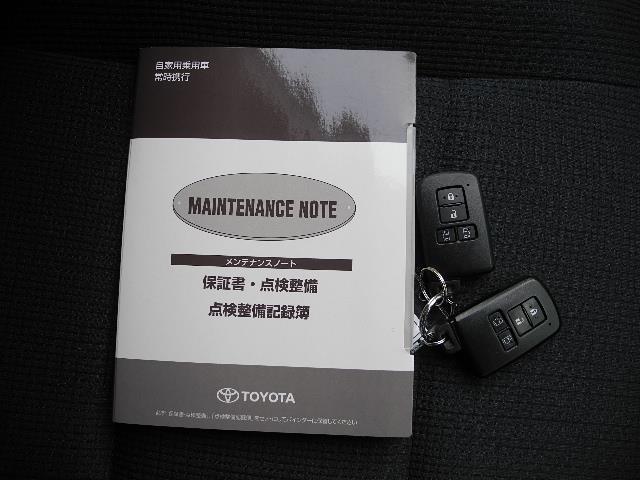 自家用乗用車
常時携行
MAINTENANCE NOTE
メンテナンスノート
保証書・点検整備
点検整備記録簿
TOYOTA